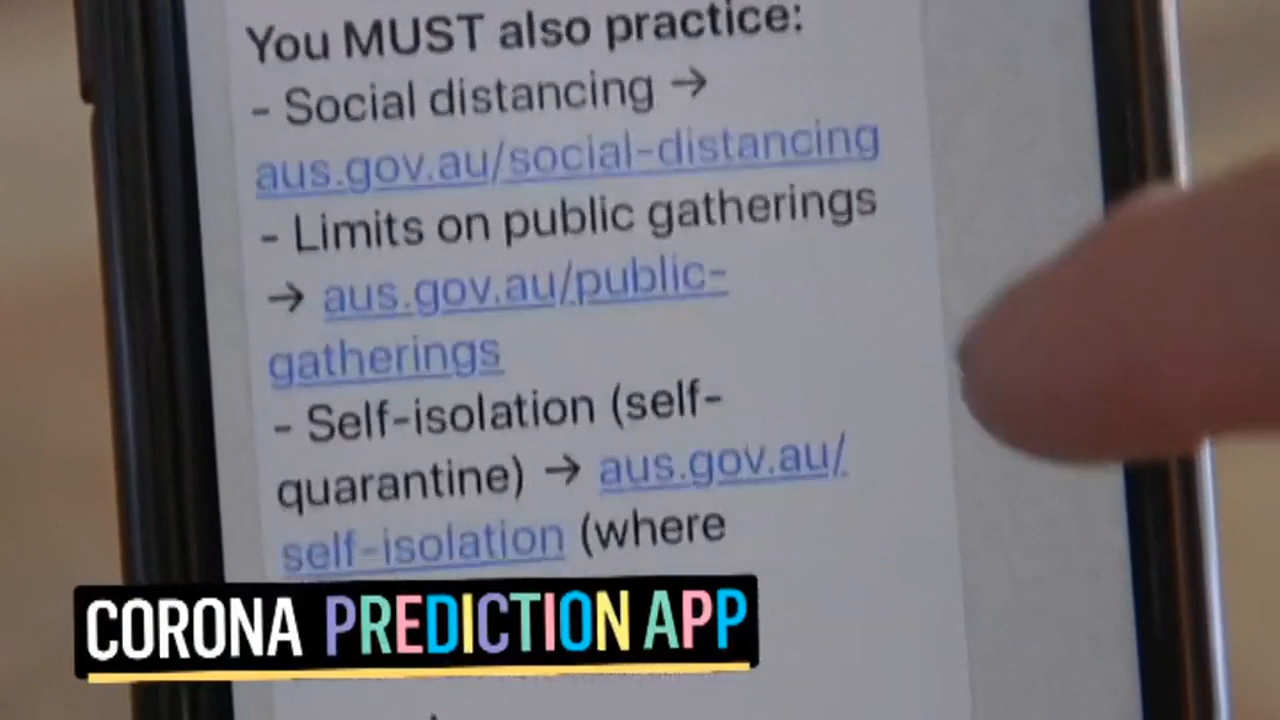 You MUST also practice:
- Social distancing →
aus.gov.au/social-distancing
- Limits on public gatherings
→ aus.gov.au/public-
gatherings
- Self-isolation (self-
quarantine) → aus.gov.au/
self-isolation (where
CORONA PREDICTION APP